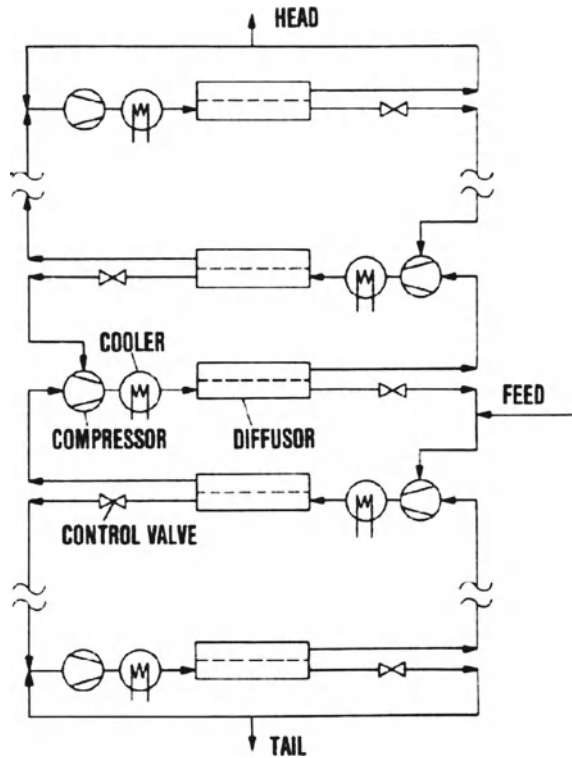 HEAD
COOLER
FEED
COMPRESSOR
DIFFUSOR
CONTROL VALVE
TAIL